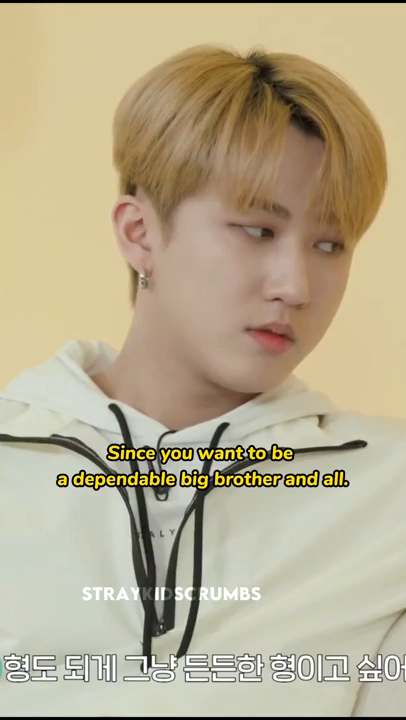 Since you want to be
a dependable big brother and all.
STRAYKIDSCRUMBS
형도 되게 그냥 든든한 형이고 싶어